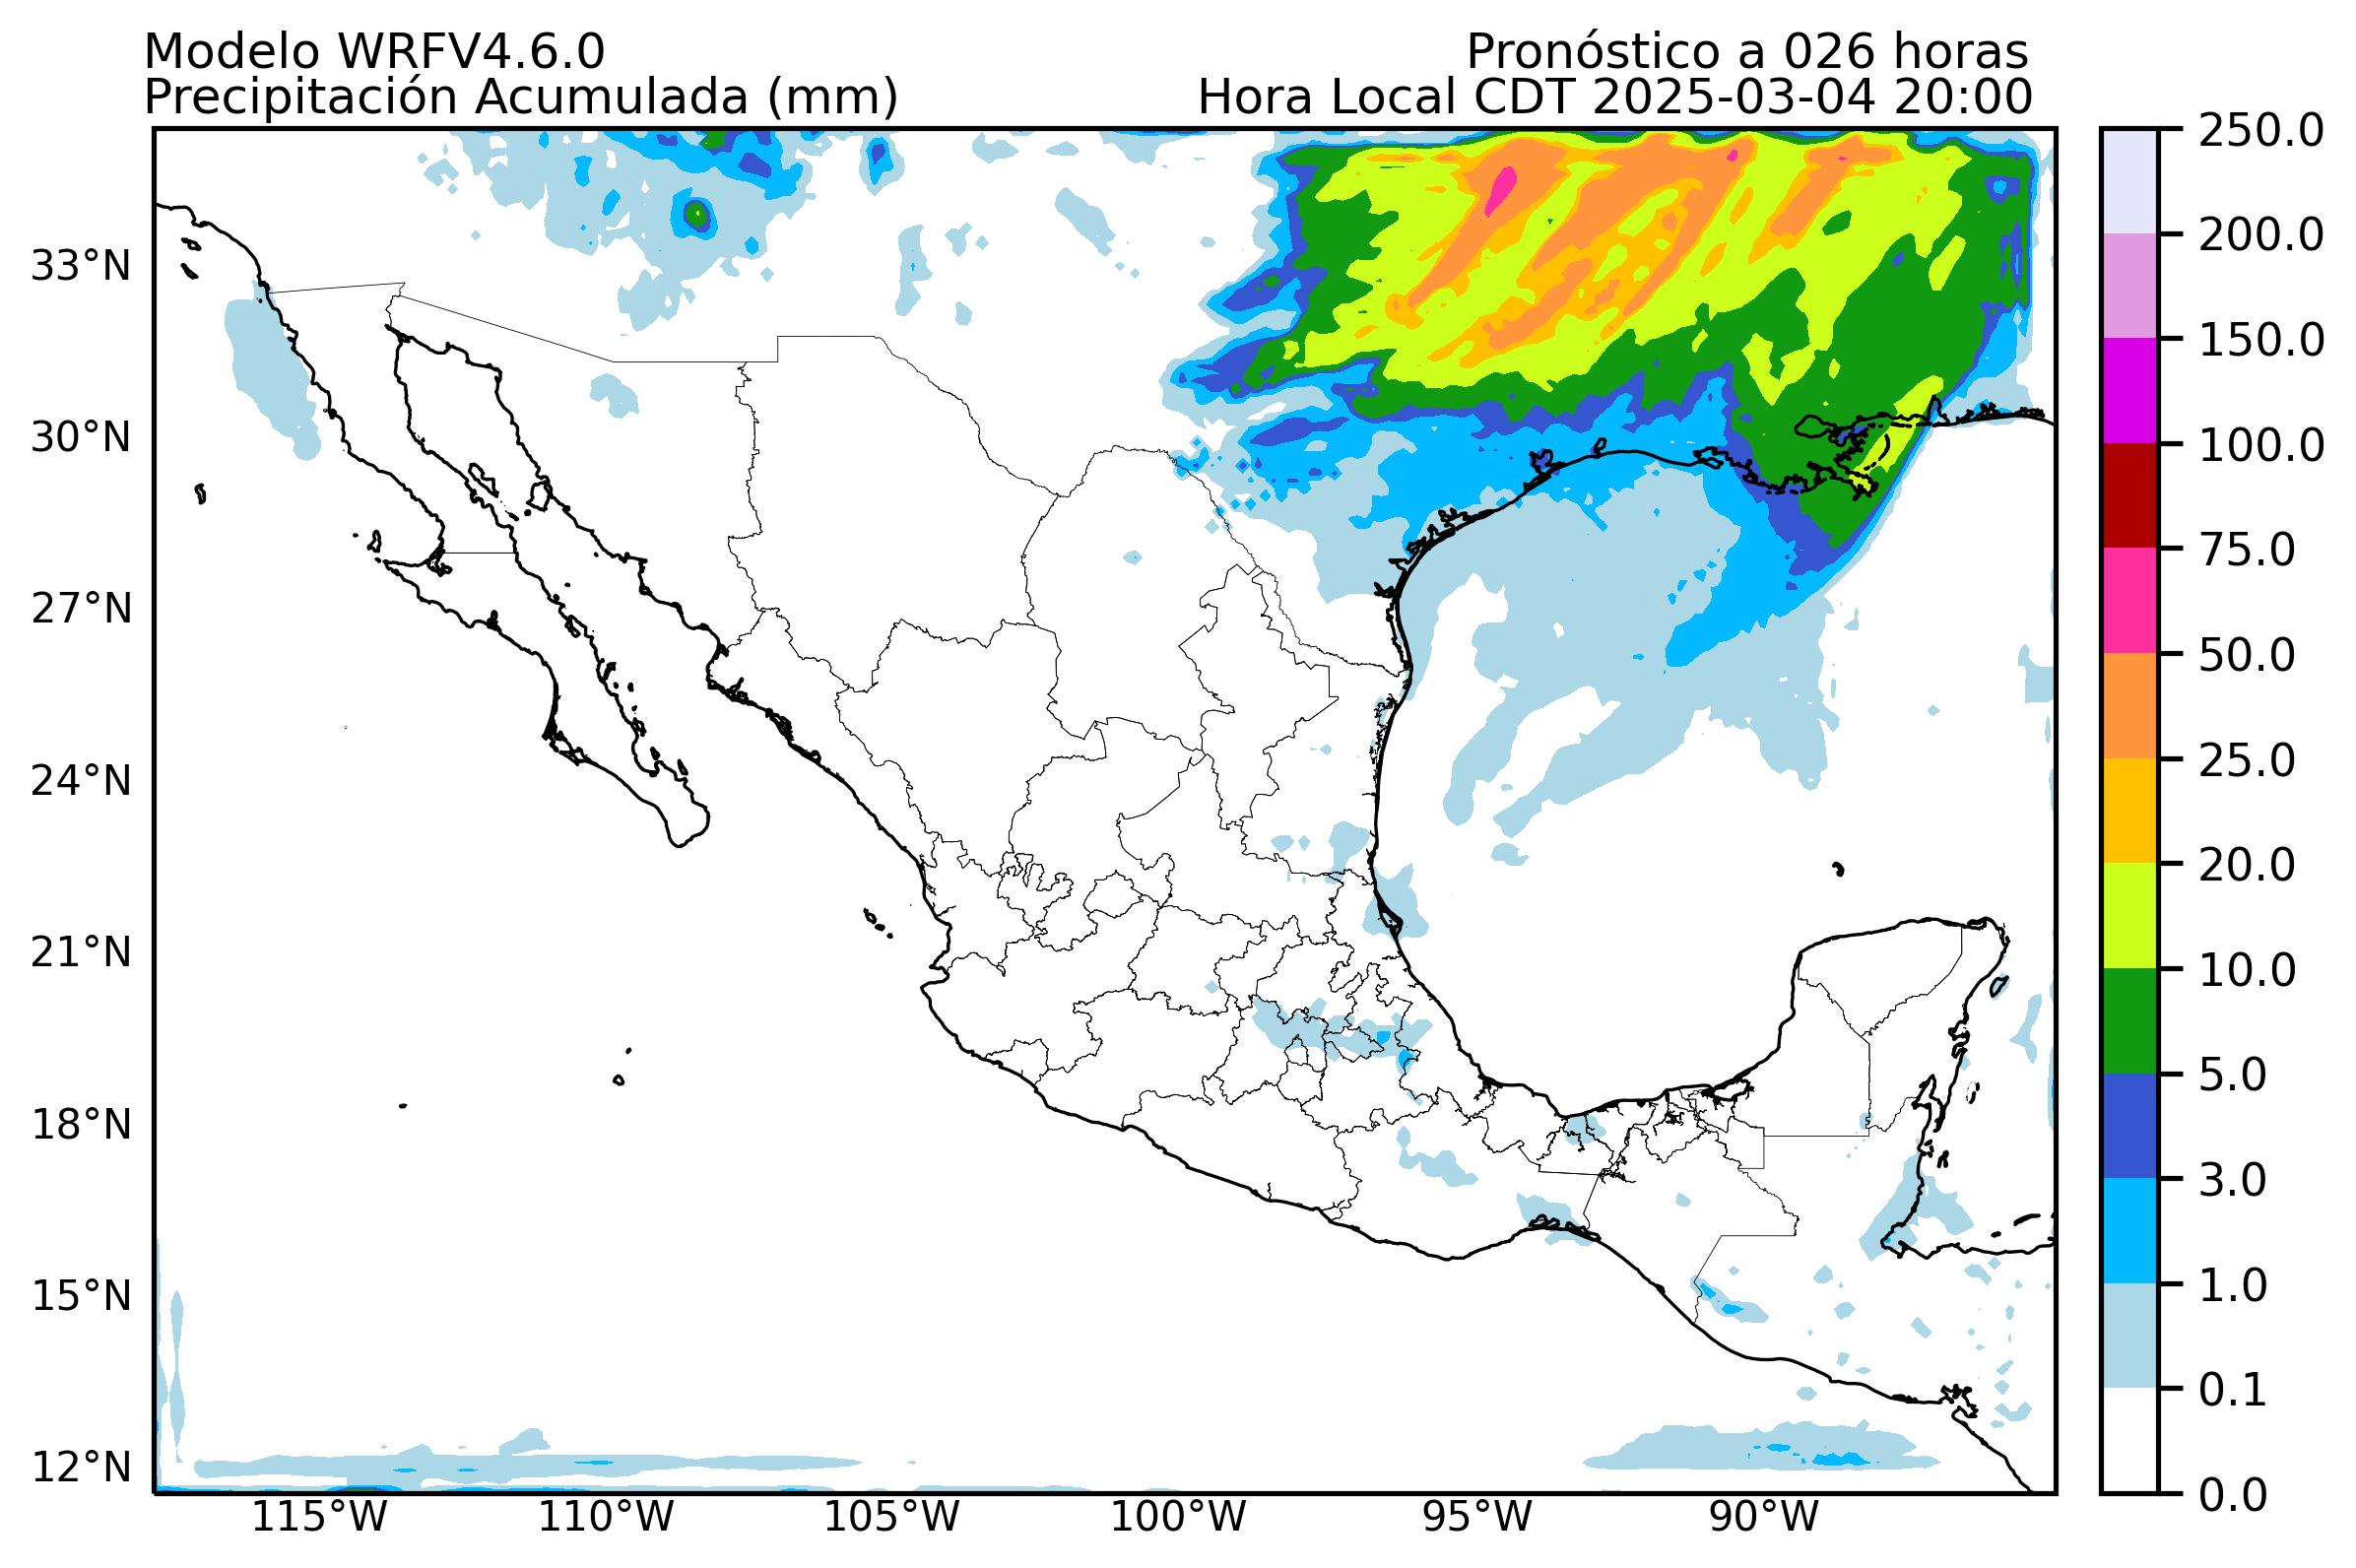 Modelo WRFV4.6.0
Pronóstico a 026 horas
Precipitación Acumulada (mm)
Hora Local CDT 2025-03-04 20:00
33°N
30°N
27°N
24°N
21°N
18°N
15°N
12°N
115°W
110°W
105°W
100°W
95°W
90°W
250.0
200.0
150.0
100.0
75.0
50.0
25.0
20.0
10.0
5.0
3.0
1.0
0.1
0.0